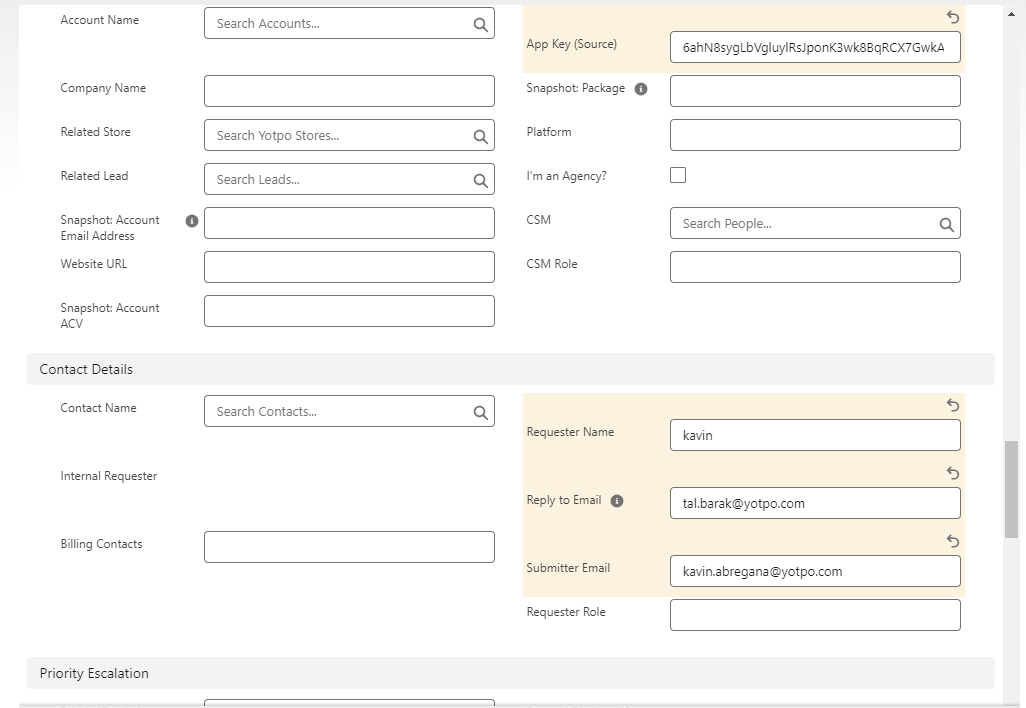 Account Name
Search Accounts...
App Key (Source)
Company Name
Snapshot: Package
Related Store
Search Yotpo Stores...
Platform
Related Lead
Search Leads...
I'm an Agency?
Snapshot: Account
Email Address
CSM
Search People...
Website URL
CSM Role
Snapshot: Account
ACV
Contact Details
Contact Name
Search Contacts...
Requester Name
kavin
Internal Requester
Reply to Email
tal.barak@yotpo.com
Billing Contacts
Submitter Email
kavin.abregana@yotpo.com
Requester Role
Priority Escalation